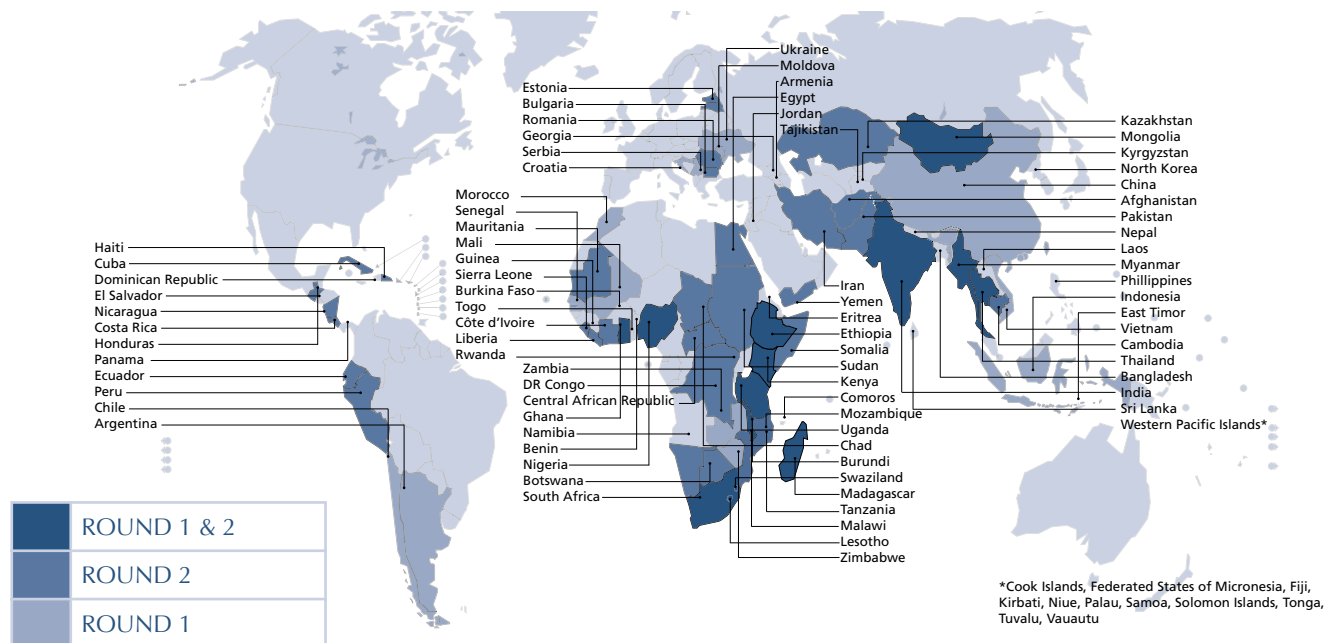 Ukraine
Moldova
Armenia
Egypt
Jordan
Tajikistan
Estonia
Bulgaria
Romania
Georgia
Serbia
Croatia
Kazakhstan
Mongolia
Kyrgyzstan
North Korea
China
Afghanistan
Pakistan
Nepal
Laos
Myanmar
Phillippines
Indonesia
East Timor
Vietnam
Cambodia
Thailand
Bangladesh
India
Sri Lanka
Western Pacific Islands*
Morocco
Senegal
Mauritania
Mali
Guinea
Sierra Leone
Burkina Faso
Togo
Côte d’Ivoire
Liberia
Rwanda
Haiti
Cuba
Dominican Republic
El Salvador
Nicaragua
Costa Rica
Honduras
Panama
Ecuador
Peru
Chile
Argentina
Iran
Yemen
Eritrea
Ethiopia
Somalia
Sudan
Kenya
Comoros
Mozambique
Uganda
Chad
Burundi
Swaziland
Madagascar
Tanzania
Malawi
Lesotho
Zimbabwe
Zambia
DR Congo
Central African Republic
Ghana
Namibia
Benin
Nigeria
Botswana
South Africa
ROUND 1 & 2
ROUND 2
ROUND 1
*Cook Islands, Federated States of Micronesia, Fiji,
Kirbati, Niue, Palau, Samoa, Solomon Islands, Tonga,
Tuvalu, Vauautu